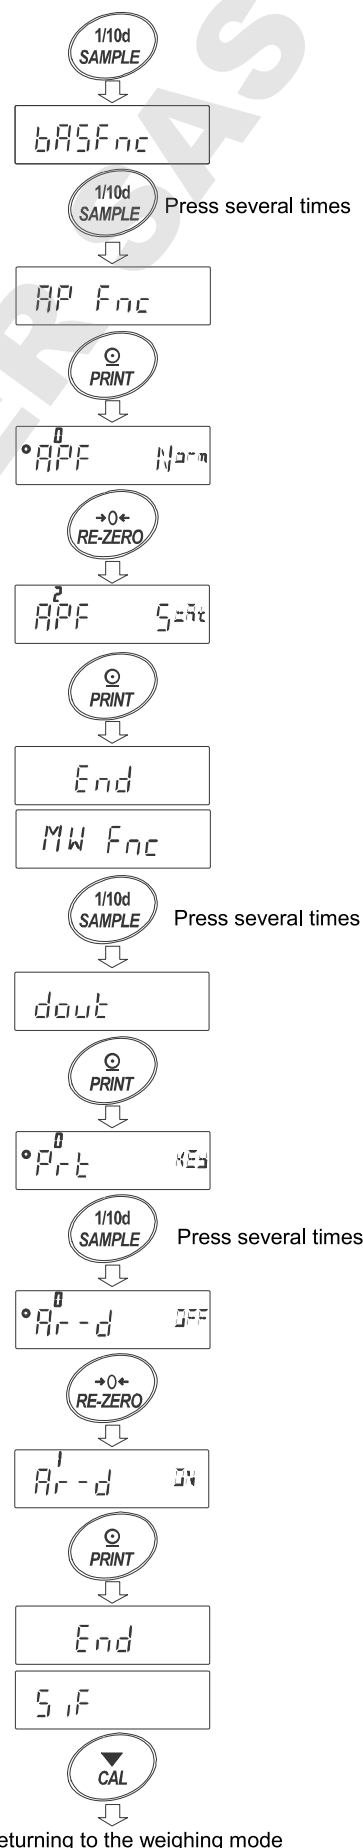 1/10d
SAMPLE
bASFnc
1/10d
SAMPLE
Press several times
AP Fnc
PRINT
0
APF Norm
→0←
RE-ZERO
2
APF Stat
PRINT
End
MW Fnc
1/10d
SAMPLE
Press several times
dout
PRINT
0
Prt KEy
1/10d
SAMPLE
Press several times
0
Ar-d OFF
→0←
RE-ZERO
1
Ar-d ON
PRINT
End
S iF
CAL
eturning to the weighing mode